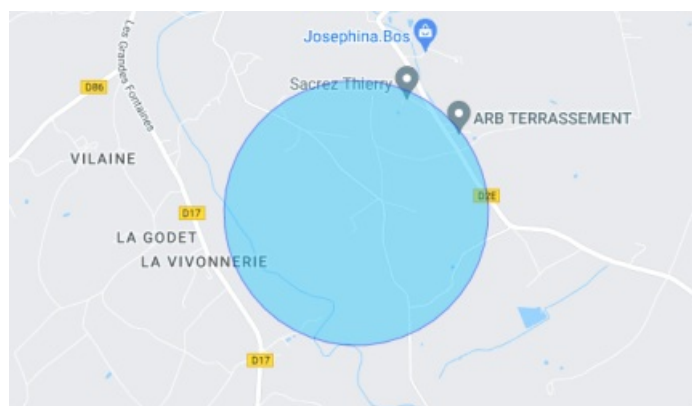 Josephina.Bos
Les Grandes Fontaines
Sacrez Thierry
D86
ARB TERRASSEMENT
VILAINE
D2E
D17
LA GODET
LA VIVONNERIE
D17